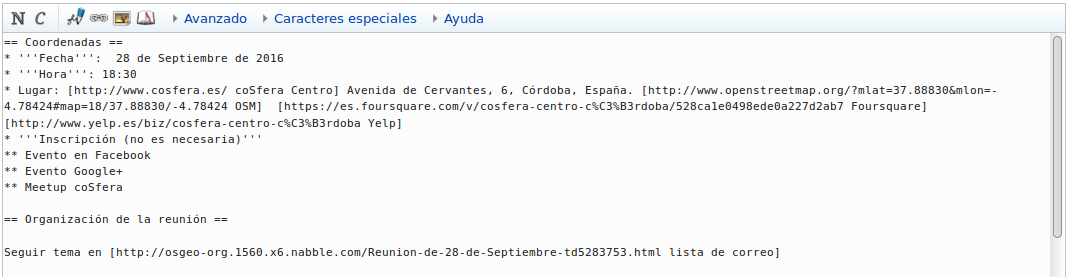 N C Avanzado Caracteres especiales Ayuda
== Coordenadas ==
* '''Fecha''':  28 de Septiembre de 2016
* '''Hora''': 18:30
* Lugar: [http://www.cosfera.es/ coSfera Centro] Avenida de Cervantes, 6, Córdoba, España. [http://www.openstreetmap.org/?mlat=37.88830&mlon=-
4.78424#map=18/37.88830/-4.78424 OSM]  [https://es.foursquare.com/v/cosfera-centro-c%C3%B3rdoba/528ca1e0498ede0a227d2ab7 Foursquare]
[http://www.yelp.es/biz/cosfera-centro-c%C3%B3rdoba Yelp]
* '''Inscripción (no es necesaria)'''
** Evento en Facebook
** Evento Google+
** Meetup coSfera
== Organización de la reunión ==
Seguir tema en [http://osgeo-org.1560.x6.nabble.com/Reunion-de-28-de-Septiembre-td5283753.html lista de correo]